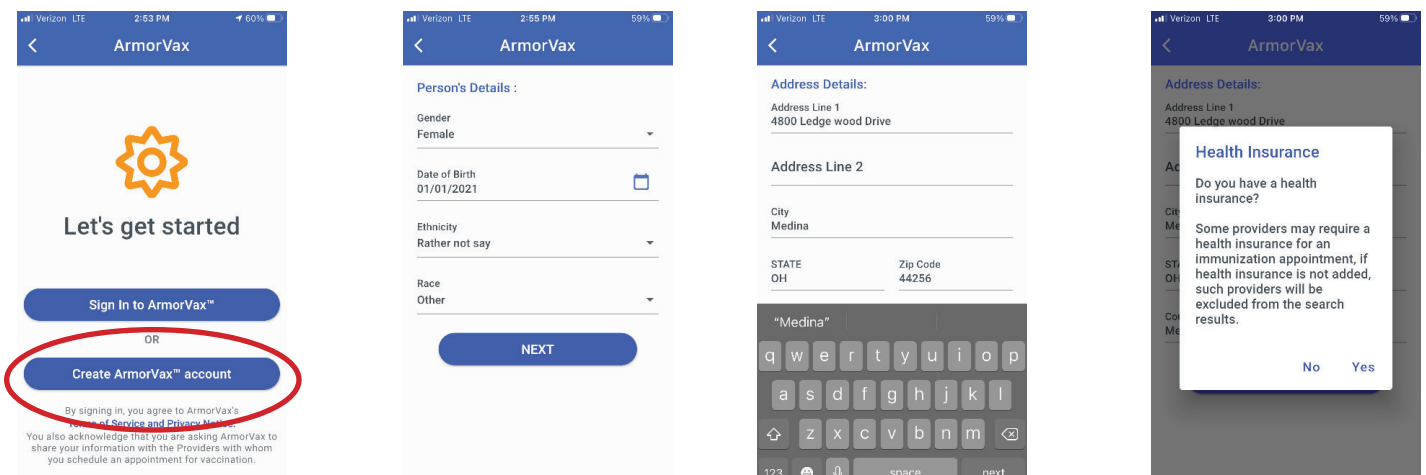 Verizon LTE 2:53 PM 60%
ArmorVax
Let's get started
Sign In to ArmorVax™
OR
Create ArmorVax™ account
By signing in, you agree to ArmorVax's
Terms of Service and Privacy Notice.
You also acknowledge that you are asking ArmorVax to
share your information with the Providers with whom
you schedule an appointment for vaccination.
Verizon LTE 2:55 PM 59%
ArmorVax
Person's Details :
Gender
Female
Date of Birth
01/01/2021
Ethnicity
Rather not say
Race
Other
NEXT
Verizon LTE 3:00 PM 59%
ArmorVax
Address Details:
Address Line 1
4800 Ledge wood Drive
Address Line 2
City
Medina
STATE Zip Code
OH 44256
“Medina”
q w e r t y u i o p
a s d f g h j k l
z x c v b n m
123 space next
Verizon LTE 3:00 PM 59%
ArmorVax
Address Details:
Address Line 1
4800 Ledge wood Drive
Health Insurance
Do you have a health
insurance?
Some providers may require a
health insurance for an
immunization appointment, if
health insurance is not added,
such providers will be
excluded from the search
results.
No Yes